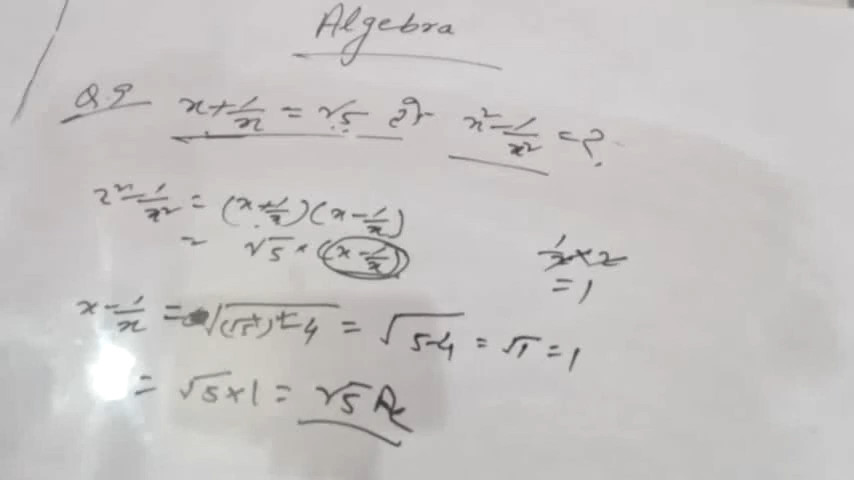 Algebra
Q.9 x+1/x = √5 तो x²-1/x² = ?
x²-1/x² = (x+1/x)(x-1/x)
= √5 × (x-1/x)
1/x × x
= 1
x-1/x = √(√5)²-4 = √5-4 = √1 = 1
= √5×1 = √5